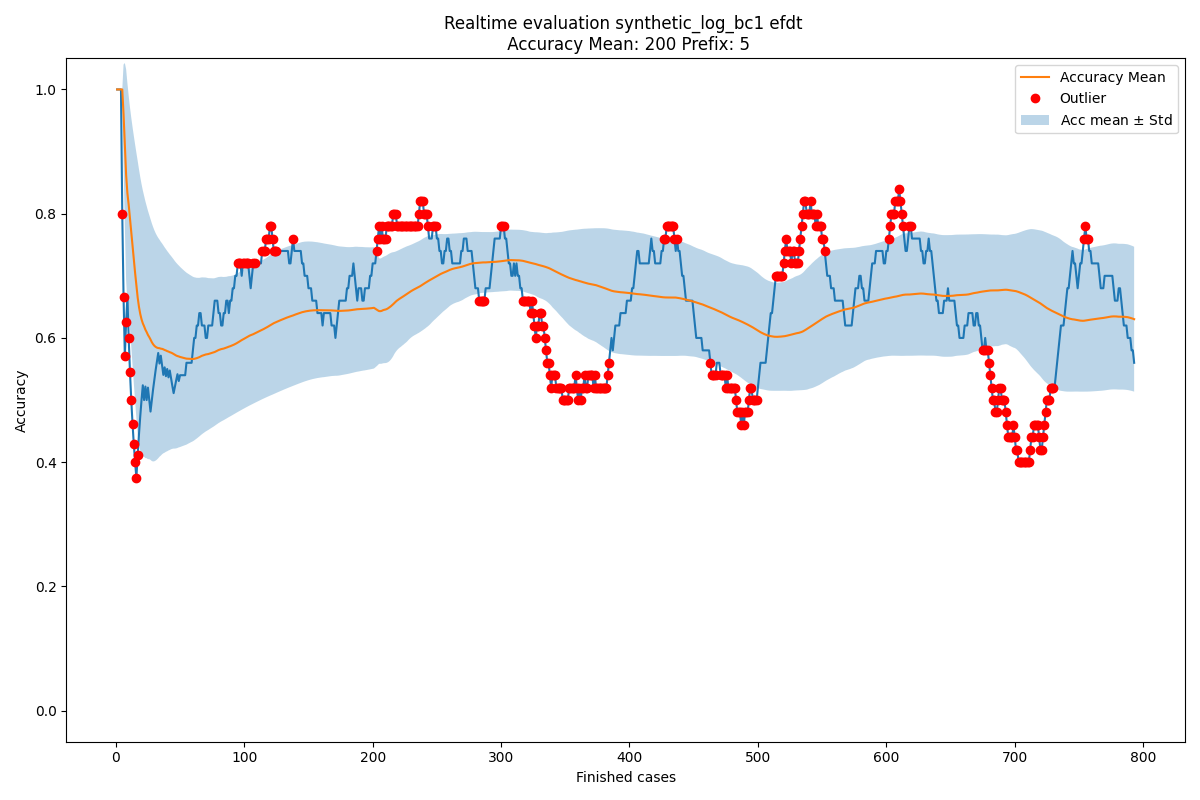 Realtime evaluation synthetic_log_bc1 efdt
Accuracy Mean: 200 Prefix: 5
Accuracy Mean
Outlier
Acc mean ± Std
Accuracy
1.0
0.8
0.6
0.4
0.2
0.0
0 100 200 300 400 500 600 700 800
Finished cases